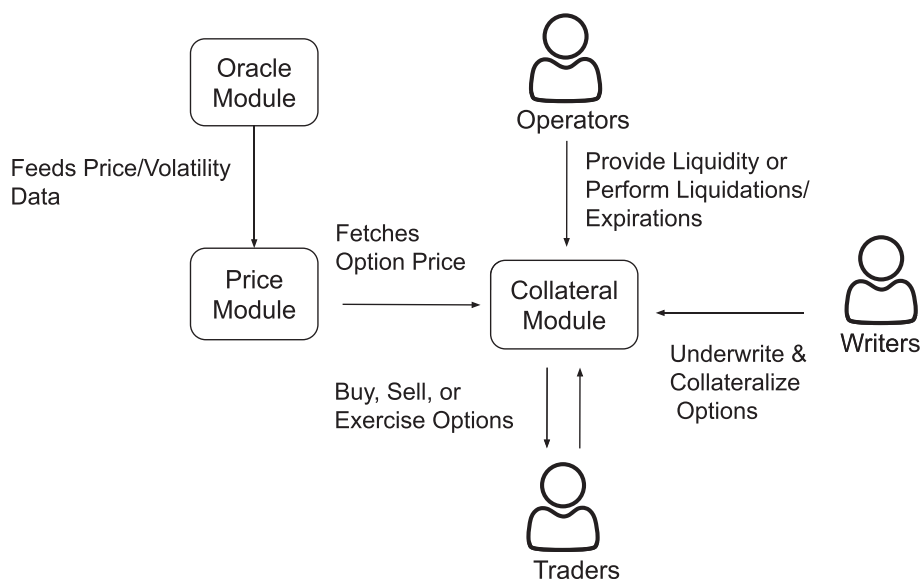 Oracle
Module
Operators
Feeds Price/Volatility
Data
Provide Liquidity or
Perform Liquidations/
Expirations
Fetches
Option Price
Price
Module
Collateral
Module
Writers
Underwrite &
Collateralize
Options
Buy, Sell, or
Exercise Options
Traders